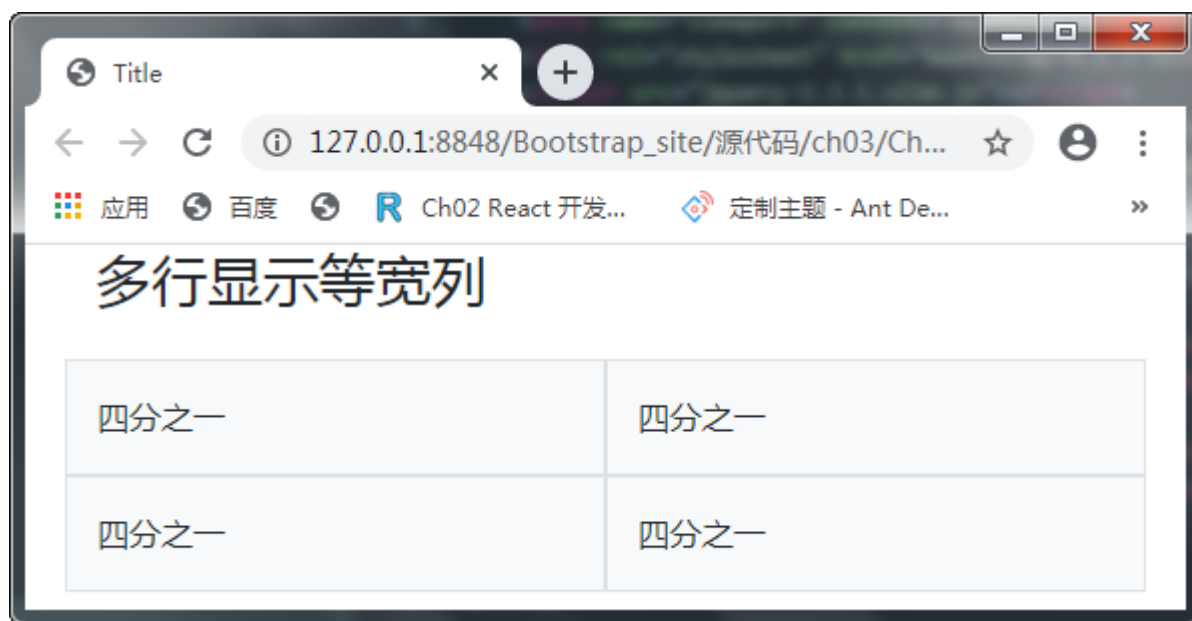 Title
127.0.0.1:8848/Bootstrap_site/源代码/ch03/Ch...
应用 百度 Ch02 React 开发... 定制主题 - Ant De...
多行显示等宽列
四分之一 四分之一
四分之一 四分之一